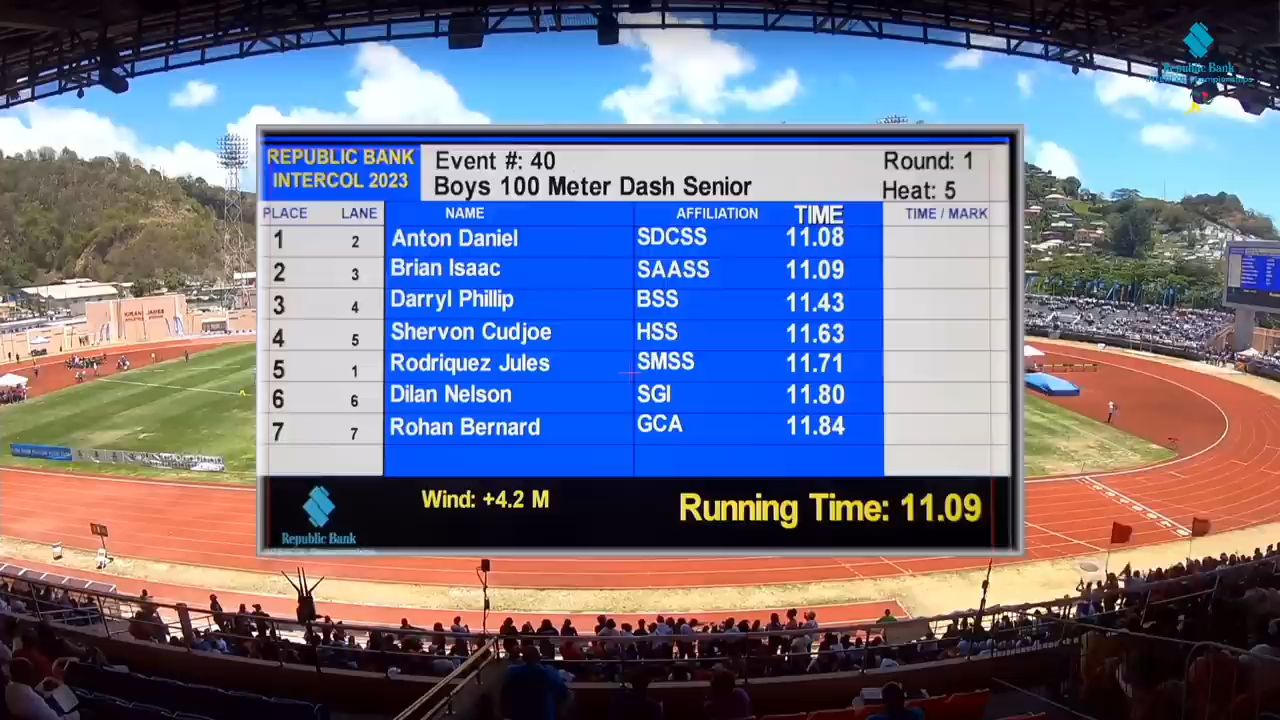 Republic Bank
INTERCOL Championships
REPUBLIC BANK
INTERCOL 2023
Event #: 40
Round: 1
Boys 100 Meter Dash Senior
Heat: 5
PLACE LANE NAME AFFILIATION TIME TIME / MARK
1 2 Anton Daniel SDCSS 11.08
2 3 Brian Isaac SAASS 11.09
3 4 Darryl Phillip BSS 11.43
4 5 Shervon Cudjoe HSS 11.63
5 1 Rodriquez Jules SMSS 11.71
6 6 Dilan Nelson SGI 11.80
7 7 Rohan Bernard GCA 11.84
Wind: +4.2 M
Running Time: 11.09
Republic Bank
KIRANI JAMES